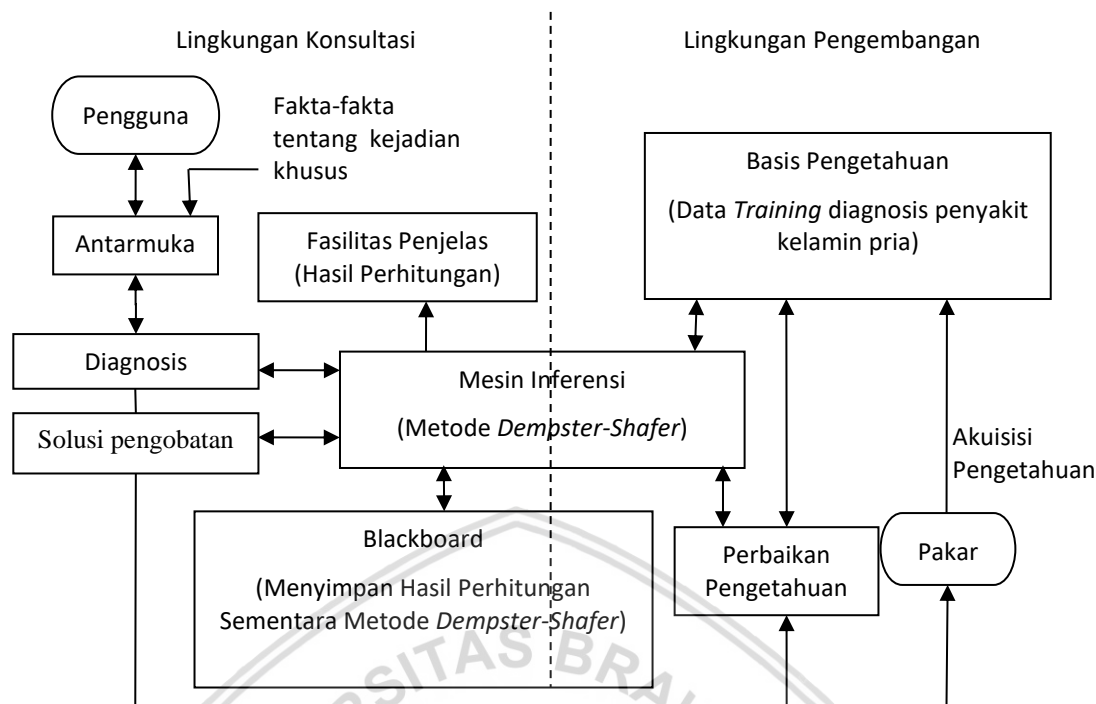 Lingkungan Konsultasi
Lingkungan Pengembangan
Pengguna
Fakta-fakta
tentang kejadian
khusus
Basis Pengetahuan
(Data Training diagnosis penyakit
kelamin pria)
Antarmuka
Fasilitas Penjelas
(Hasil Perhitungan)
Diagnosis
Mesin Inferensi
(Metode Dempster-Shafer)
Solusi pengobatan
Akuisisi
Pengetahuan
Blackboard
(Menyimpan Hasil Perhitungan
Sementara Metode Dempster-Shafer)
Perbaikan
Pengetahuan
Pakar